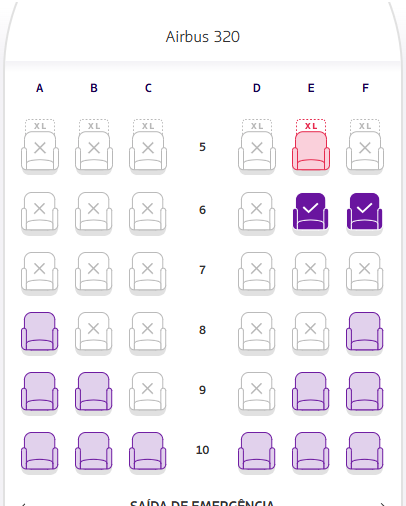 Airbus 320
A B C D E F
XL XL XL XL XL XL
5
6
7
8
9
10
SAÍDA DE EMERGÊNCIA